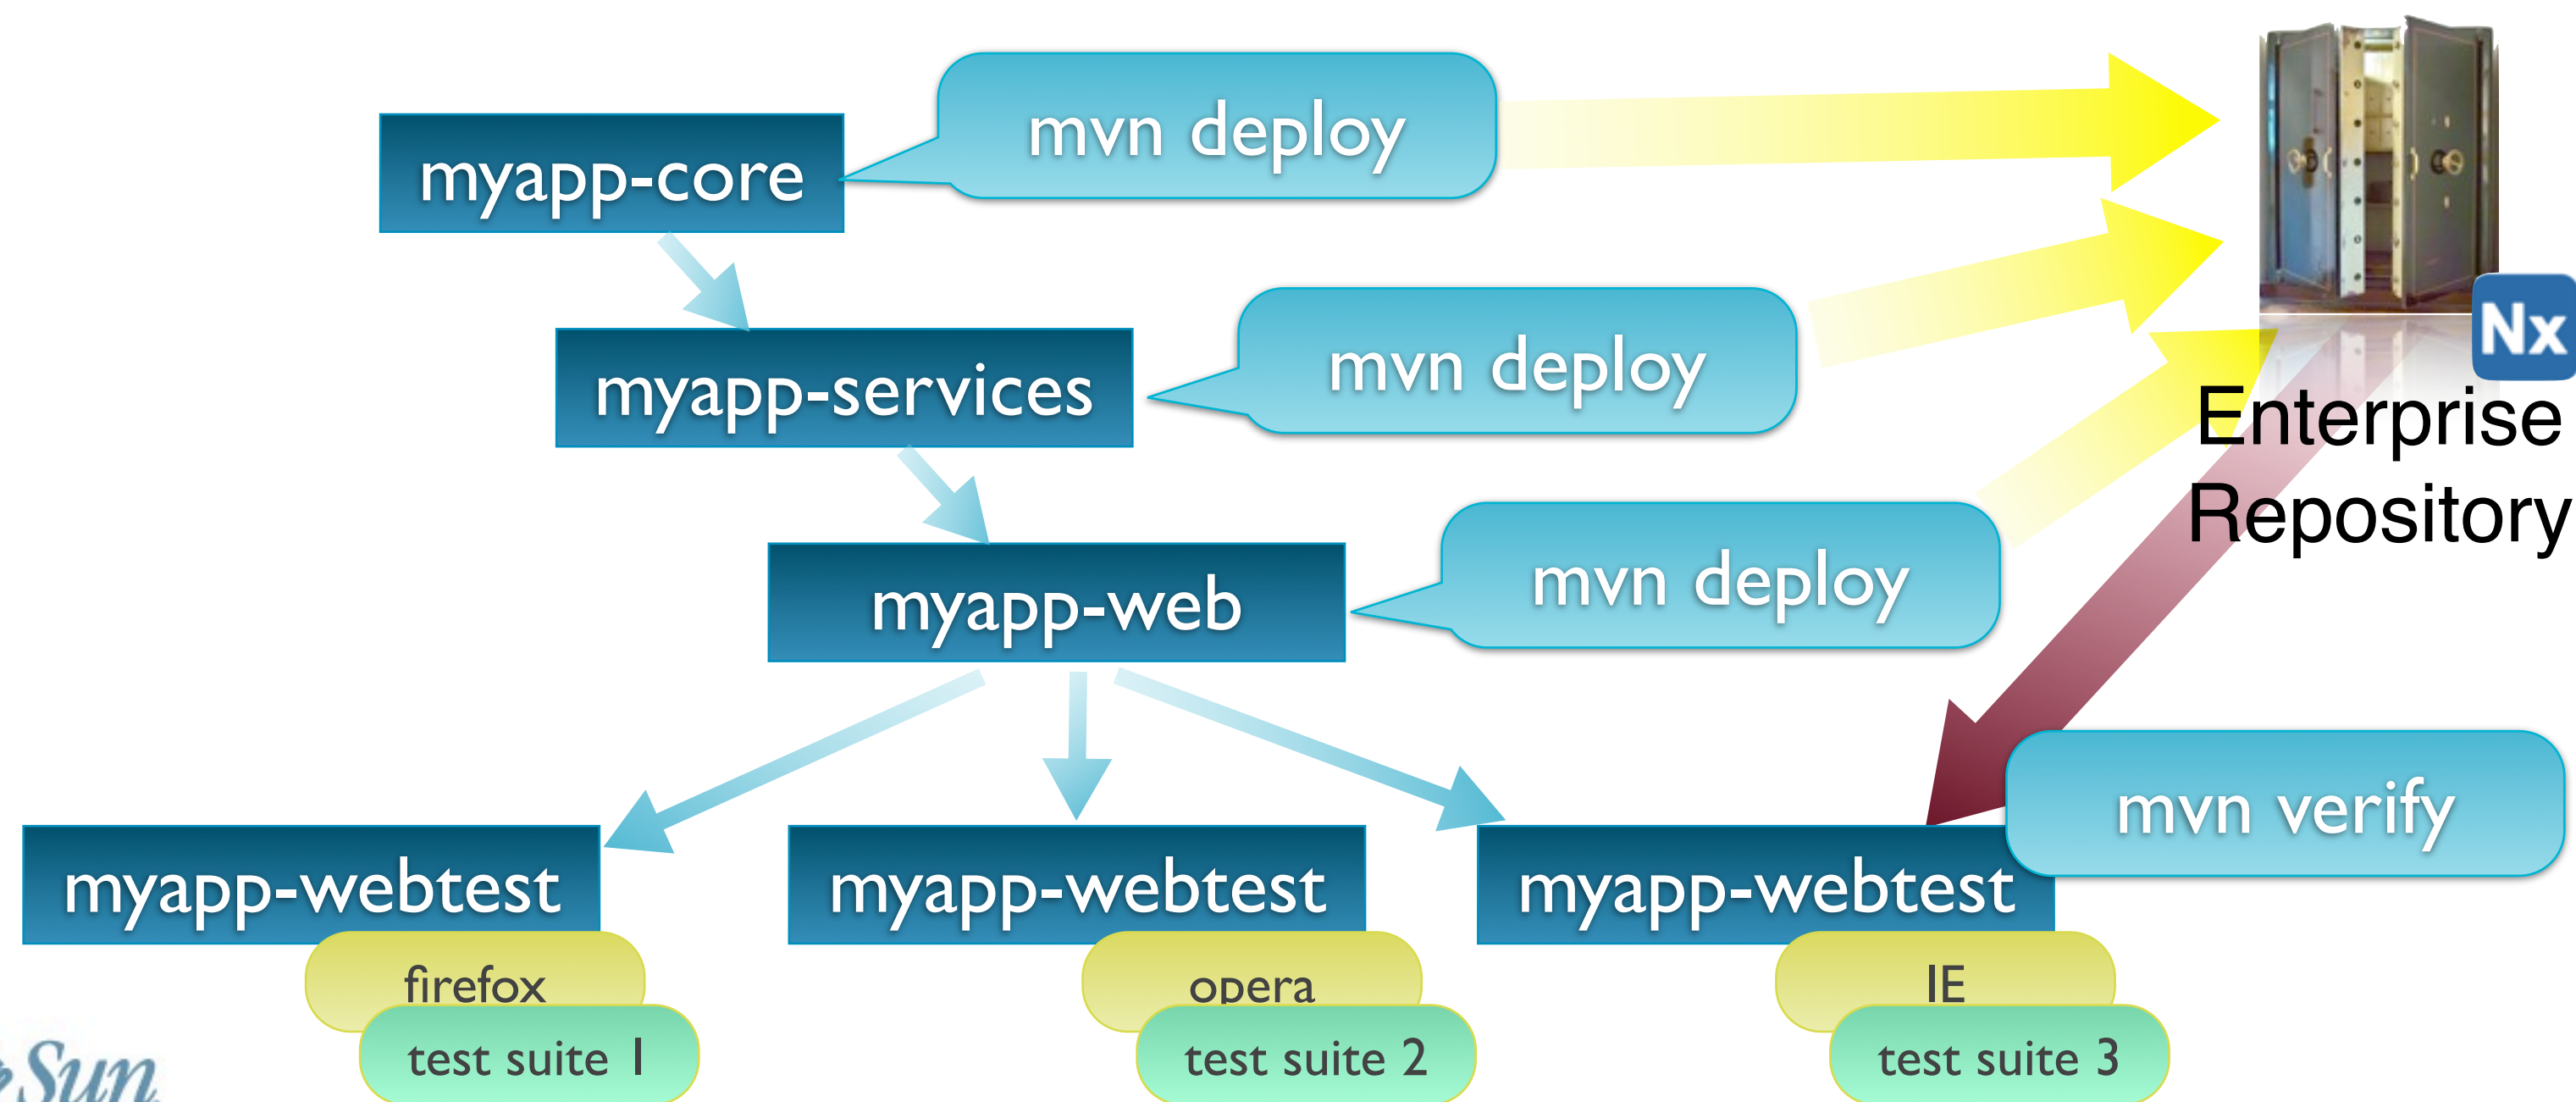 mvn deploy
myapp-core
mvn deploy
myapp-services
Nx
Enterprise
Repository
mvn deploy
myapp-web
mvn verify
myapp-webtest
myapp-webtest
myapp-webtest
firefox
opera
IE
test suite 1
test suite 2
test suite 3
Sun